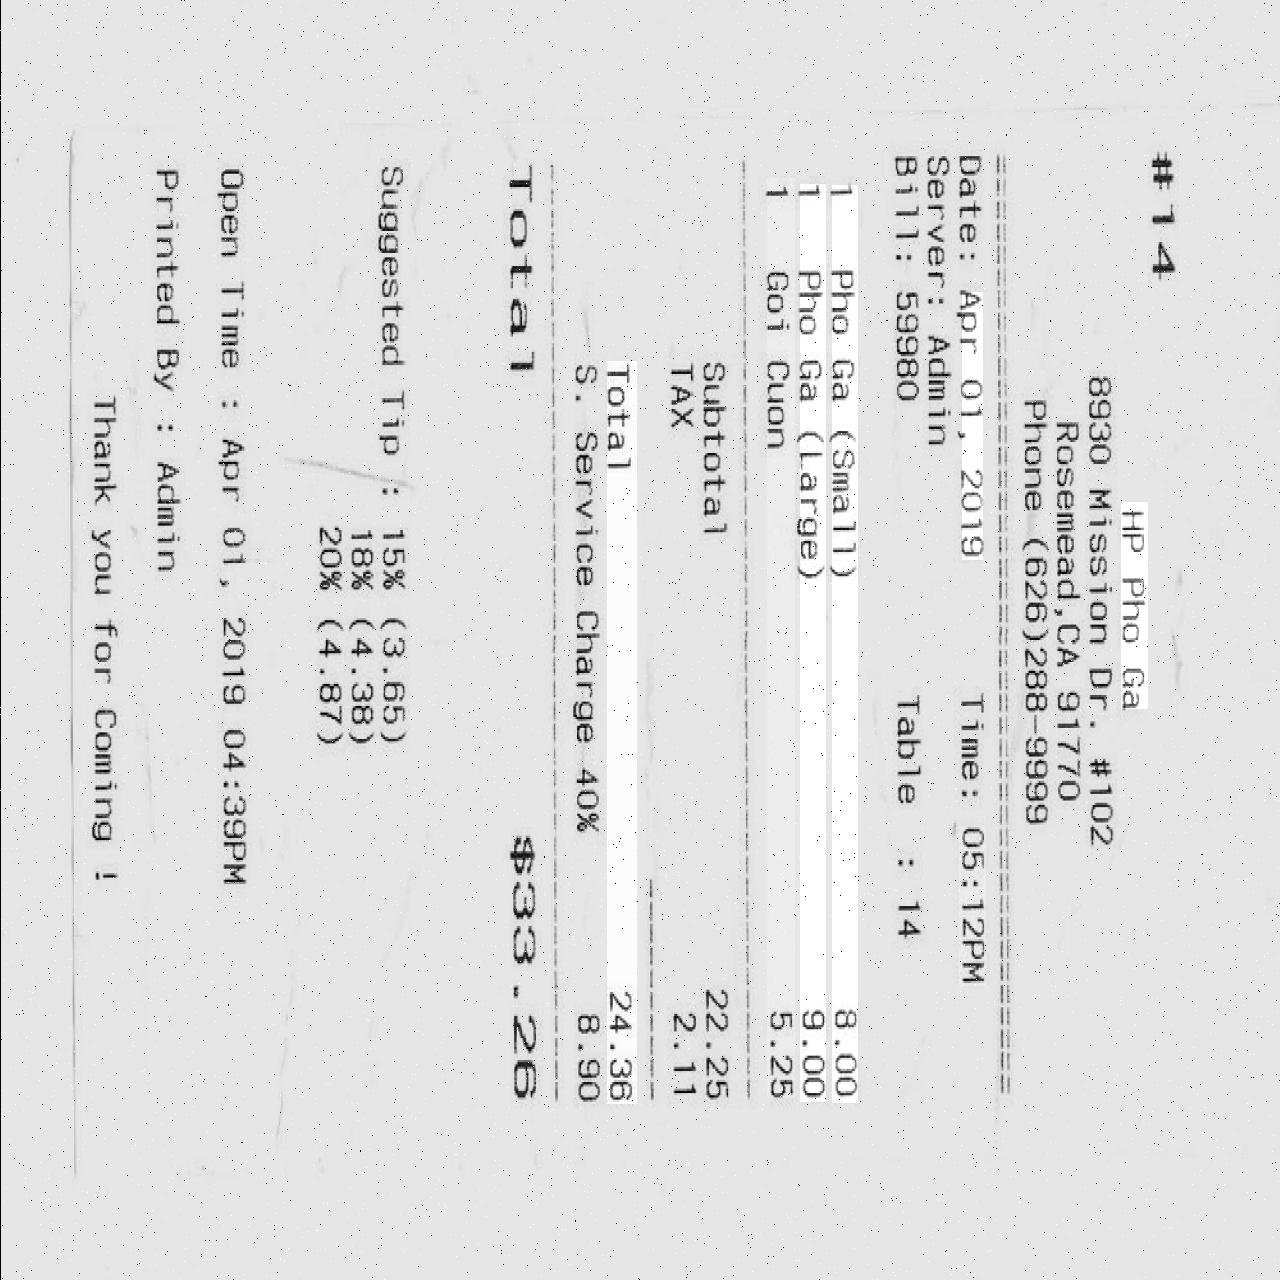 #14
HP Pho Ga
8930 Mission Dr. #102
Rosemead,CA 91770
Phone (626)288-9999
Date: Apr 01, 2019 Time: 05:12PM
Server: Admin
Bill: 59980 Table : 14
1 Pho Ga (Small) 8.00
1 Pho Ga (Large) 9.00
1 Goi Cuon 5.25
Subtotal 22.25
TAX 2.11
Total 24.36
S. Service Charge 40% 8.90
Total $33.26
Suggested Tip : 15% (3.65)
18% (4.38)
20% (4.87)
Open Time : Apr 01, 2019 04:39PM
Printed By : Admin
Thank you for Coming !